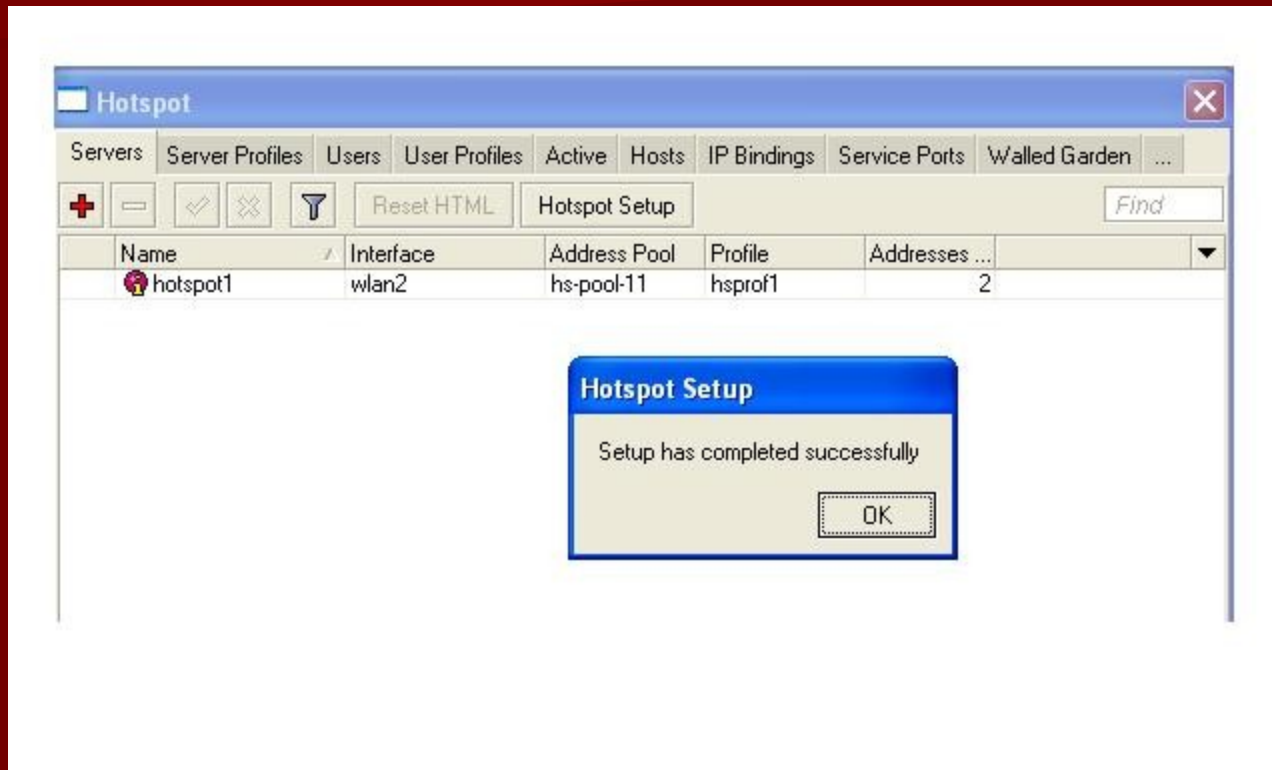 Hotspot
Servers Server Profiles Users User Profiles Active Hosts IP Bindings Service Ports Walled Garden ...
Reset HTML Hotspot Setup Find
Name Interface Address Pool Profile Addresses ...
hotspot1 wlan2 hs-pool-11 hsprof1 2
Hotspot Setup
Setup has completed successfully
OK